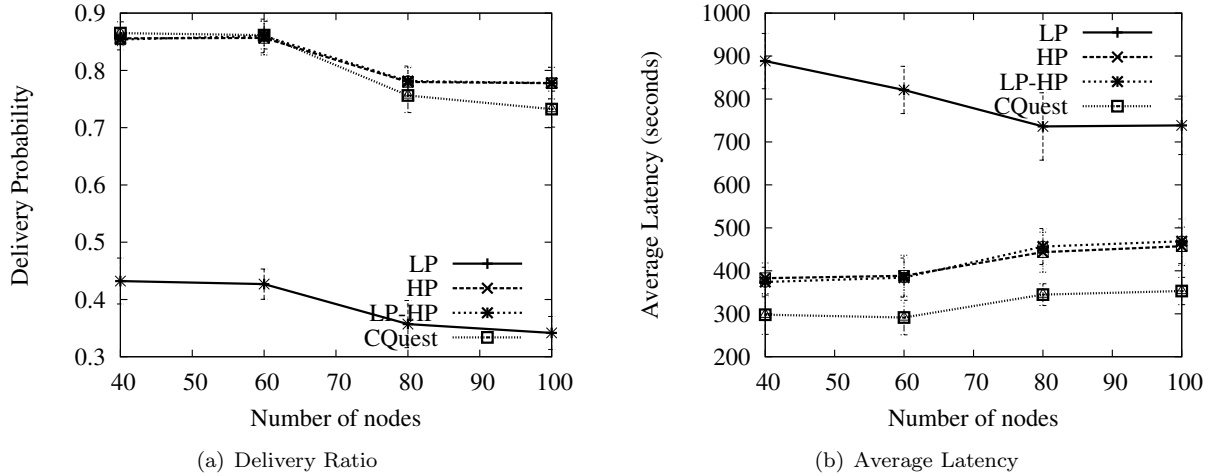 0.9
0.8
0.7
0.6
0.5
0.4
0.3
Delivery Probability
LP
HP
LP-HP
CQuest
40 50 60 70 80 90 100
Number of nodes
(a) Delivery Ratio
1000
900
800
700
600
500
400
300
200
Average Latency (seconds)
LP
HP
LP-HP
CQuest
40 50 60 70 80 90 100
Number of nodes
(b) Average Latency